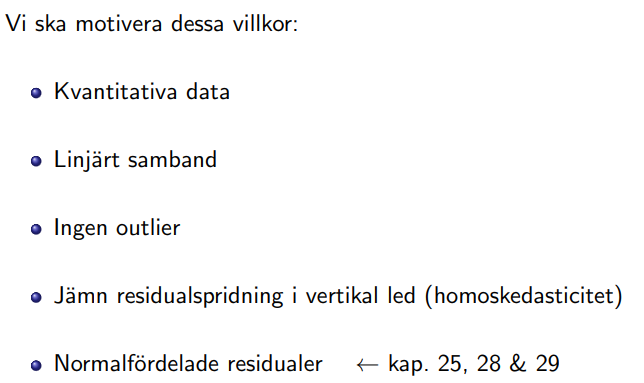 Vi ska motivera dessa villkor:
Kvantitativa data
Linjärt samband
Ingen outlier
Jämn residualspridning i vertikal led (homoskedasticitet)
Normalfördelade residualer ← kap. 25, 28 & 29